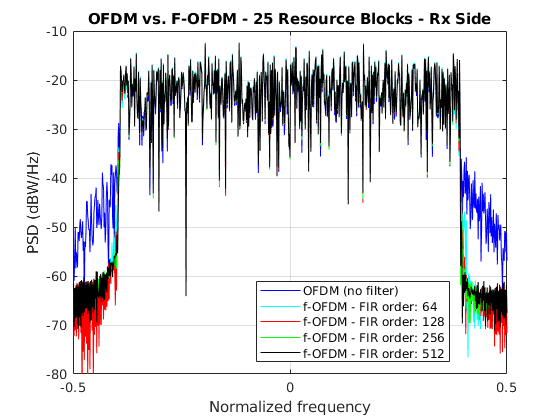 OFDM vs. F-OFDM - 25 Resource Blocks - Rx Side
-10
-20
-30
-40
-50
-60
-70
-80
PSD (dBW/Hz)
OFDM (no filter)
f-OFDM - FIR order: 64
f-OFDM - FIR order: 128
f-OFDM - FIR order: 256
f-OFDM - FIR order: 512
-0.5
0
0.5
Normalized frequency